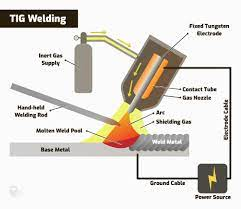 TIG Welding
Fixed Tungsten
Electrode
Inert Gas
Supply
Contact Tube
Gas Nozzle
Electrode Cable
Hand-held
Welding Rod
Arc
Shielding Gas
Molten Weld Pool
Weld Metal
Base Metal
Ground Cable
Power Source